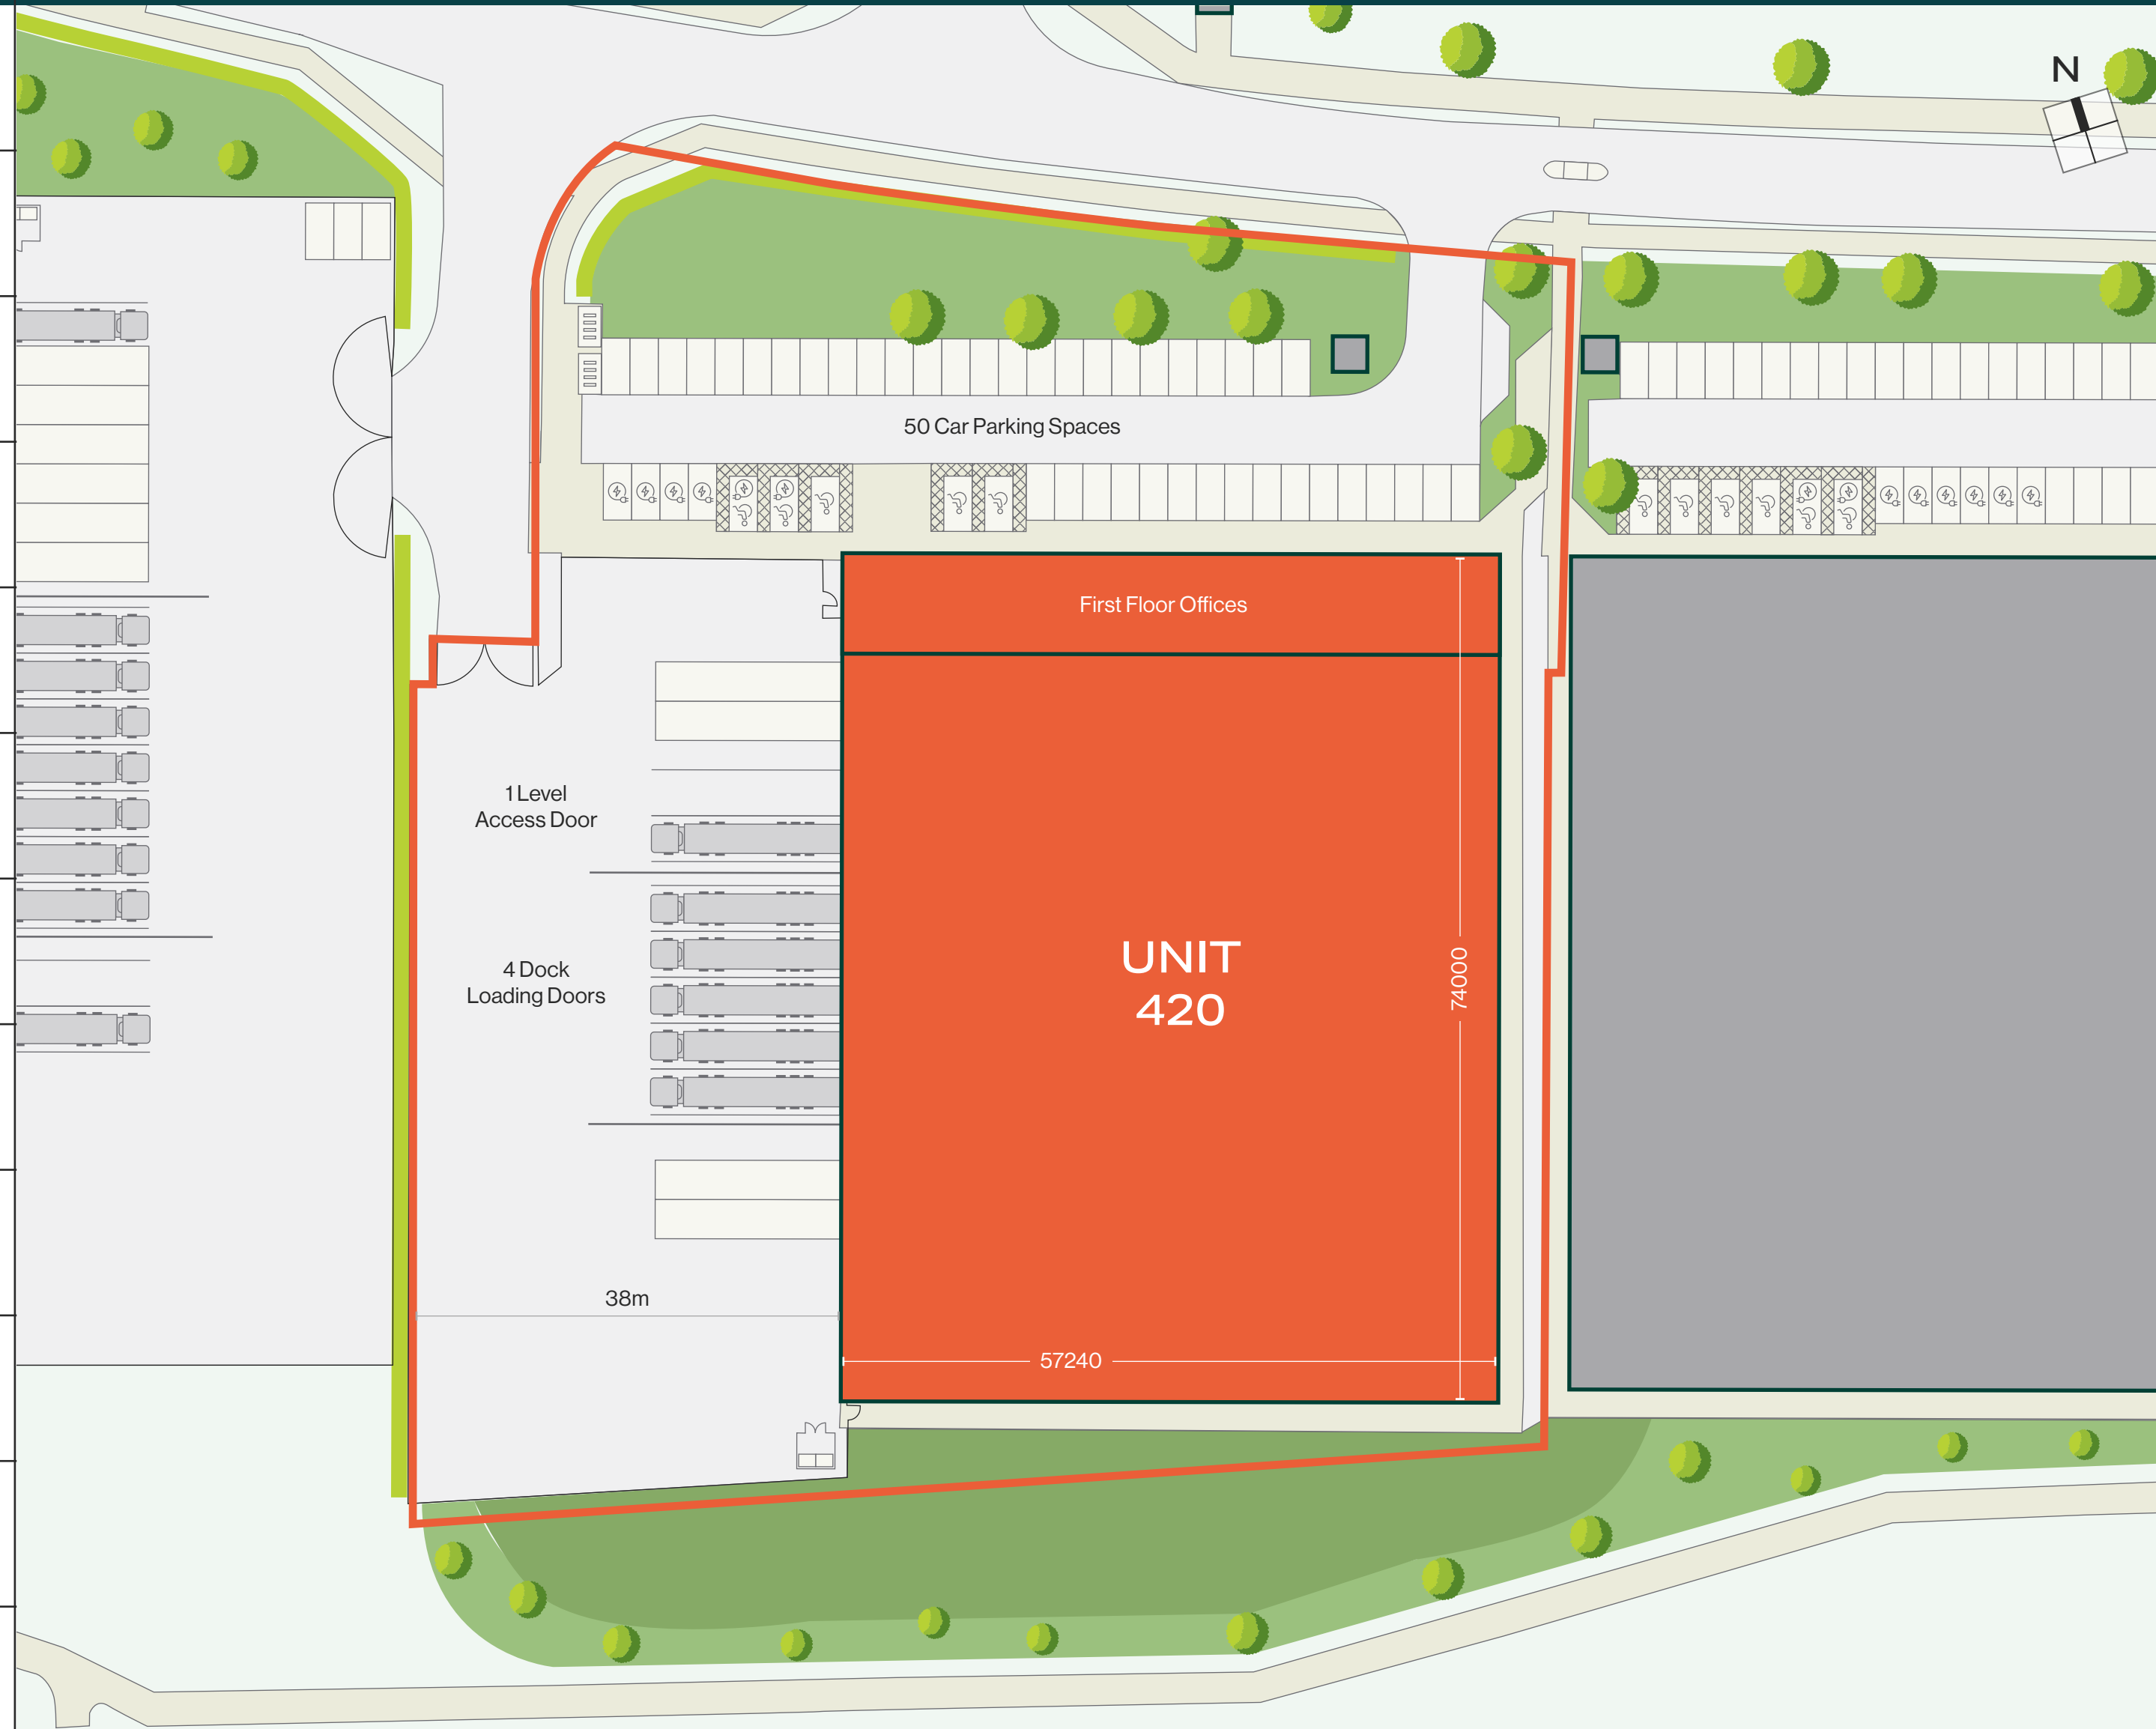 N
50 Car Parking Spaces
First Floor Offices
1 Level
Access Door
4 Dock
Loading Doors
UNIT
420
74000
38m
57240